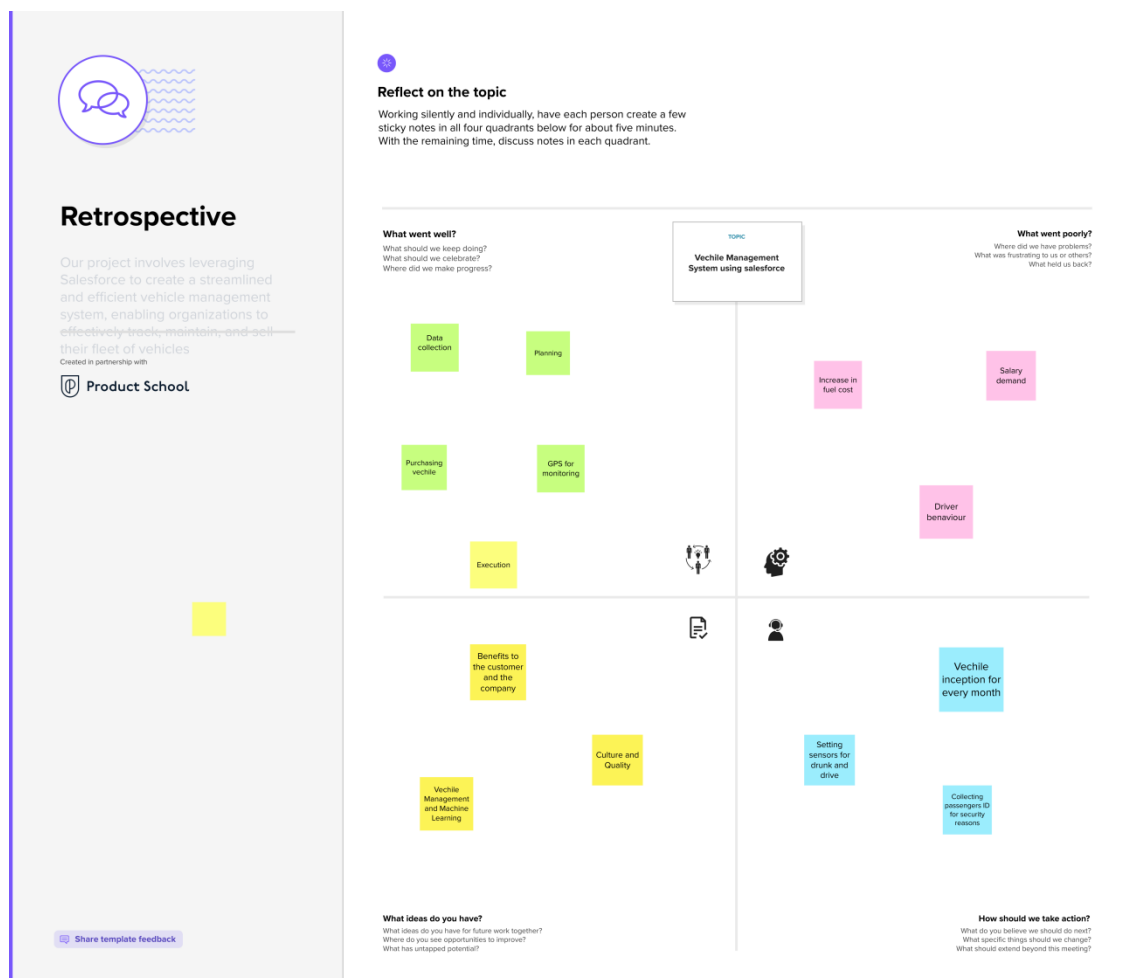 Retrospective
Our project involves leveraging
Salesforce to create a streamlined
and efficient vehicle management
system, enabling organizations to
effectively track, maintain, and sell
their fleet of vehicles
Created in partnership with
Product School
Share template feedback
Reflect on the topic
Working silently and individually, have each person create a few
sticky notes in all four quadrants below for about five minutes.
With the remaining time, discuss notes in each quadrant.
What went well?
What should we keep doing?
What should we celebrate?
Where did we make progress?
TOPIC
Vechile Management
System using salesforce
What went poorly?
Where did we have problems?
What was frustrating to us or others?
What held us back?
Data
collection
Planning
Purchasing
vechile
GPS for
monitoring
Execution
Increase in
fuel cost
Salary
demand
Driver
benaviour
Benefits to
the customer
and the
company
Culture and
Quality
Vechile
Management
and Machine
Learning
Vechile
inception for
every month
Setting
sensors for
drunk and
drive
Collecting
passengers ID
for security
reasons
What ideas do you have?
What ideas do you have for future work together?
Where do you see opportunities to improve?
What has untapped potential?
How should we take action?
What do you believe we should do next?
What specific things should we change?
What should extend beyond this meeting?